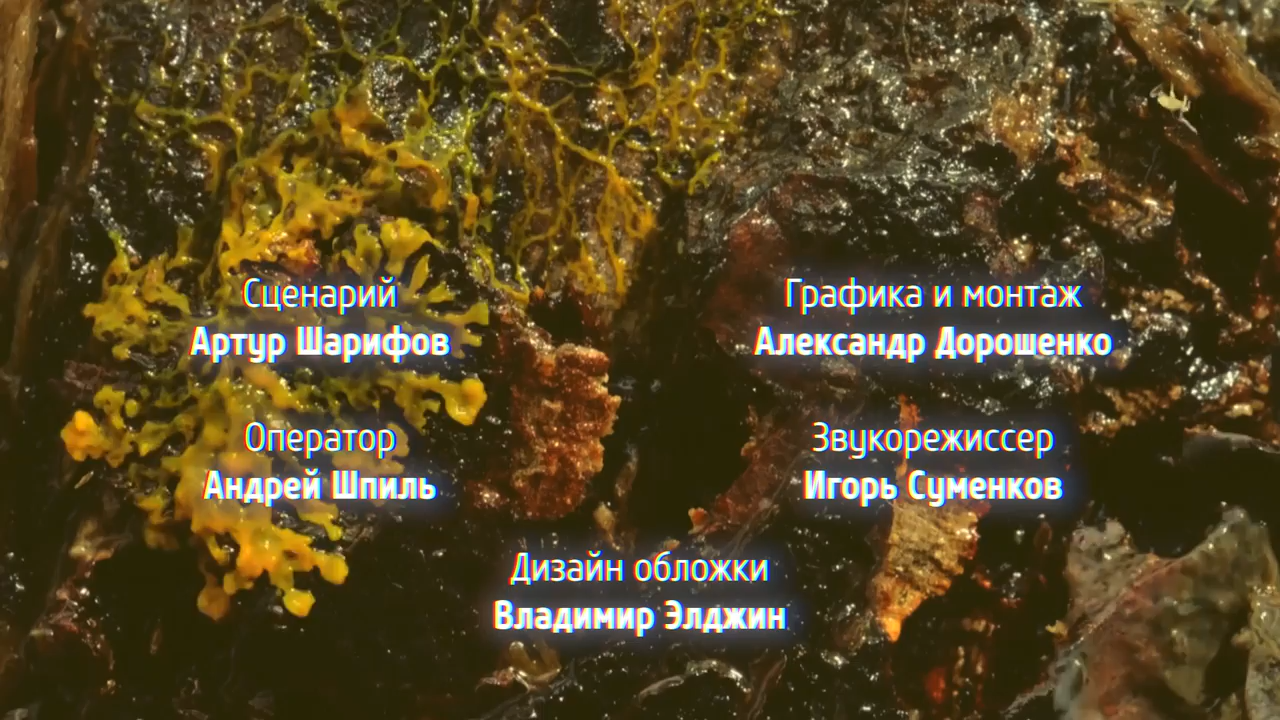 Сценарий
Артур Шарифов
Графика и монтаж
Александр Дорошенко
Оператор
Андрей Шпиль
Звукорежиссер
Игорь Суменков
Дизайн обложки
Владимир Элджин